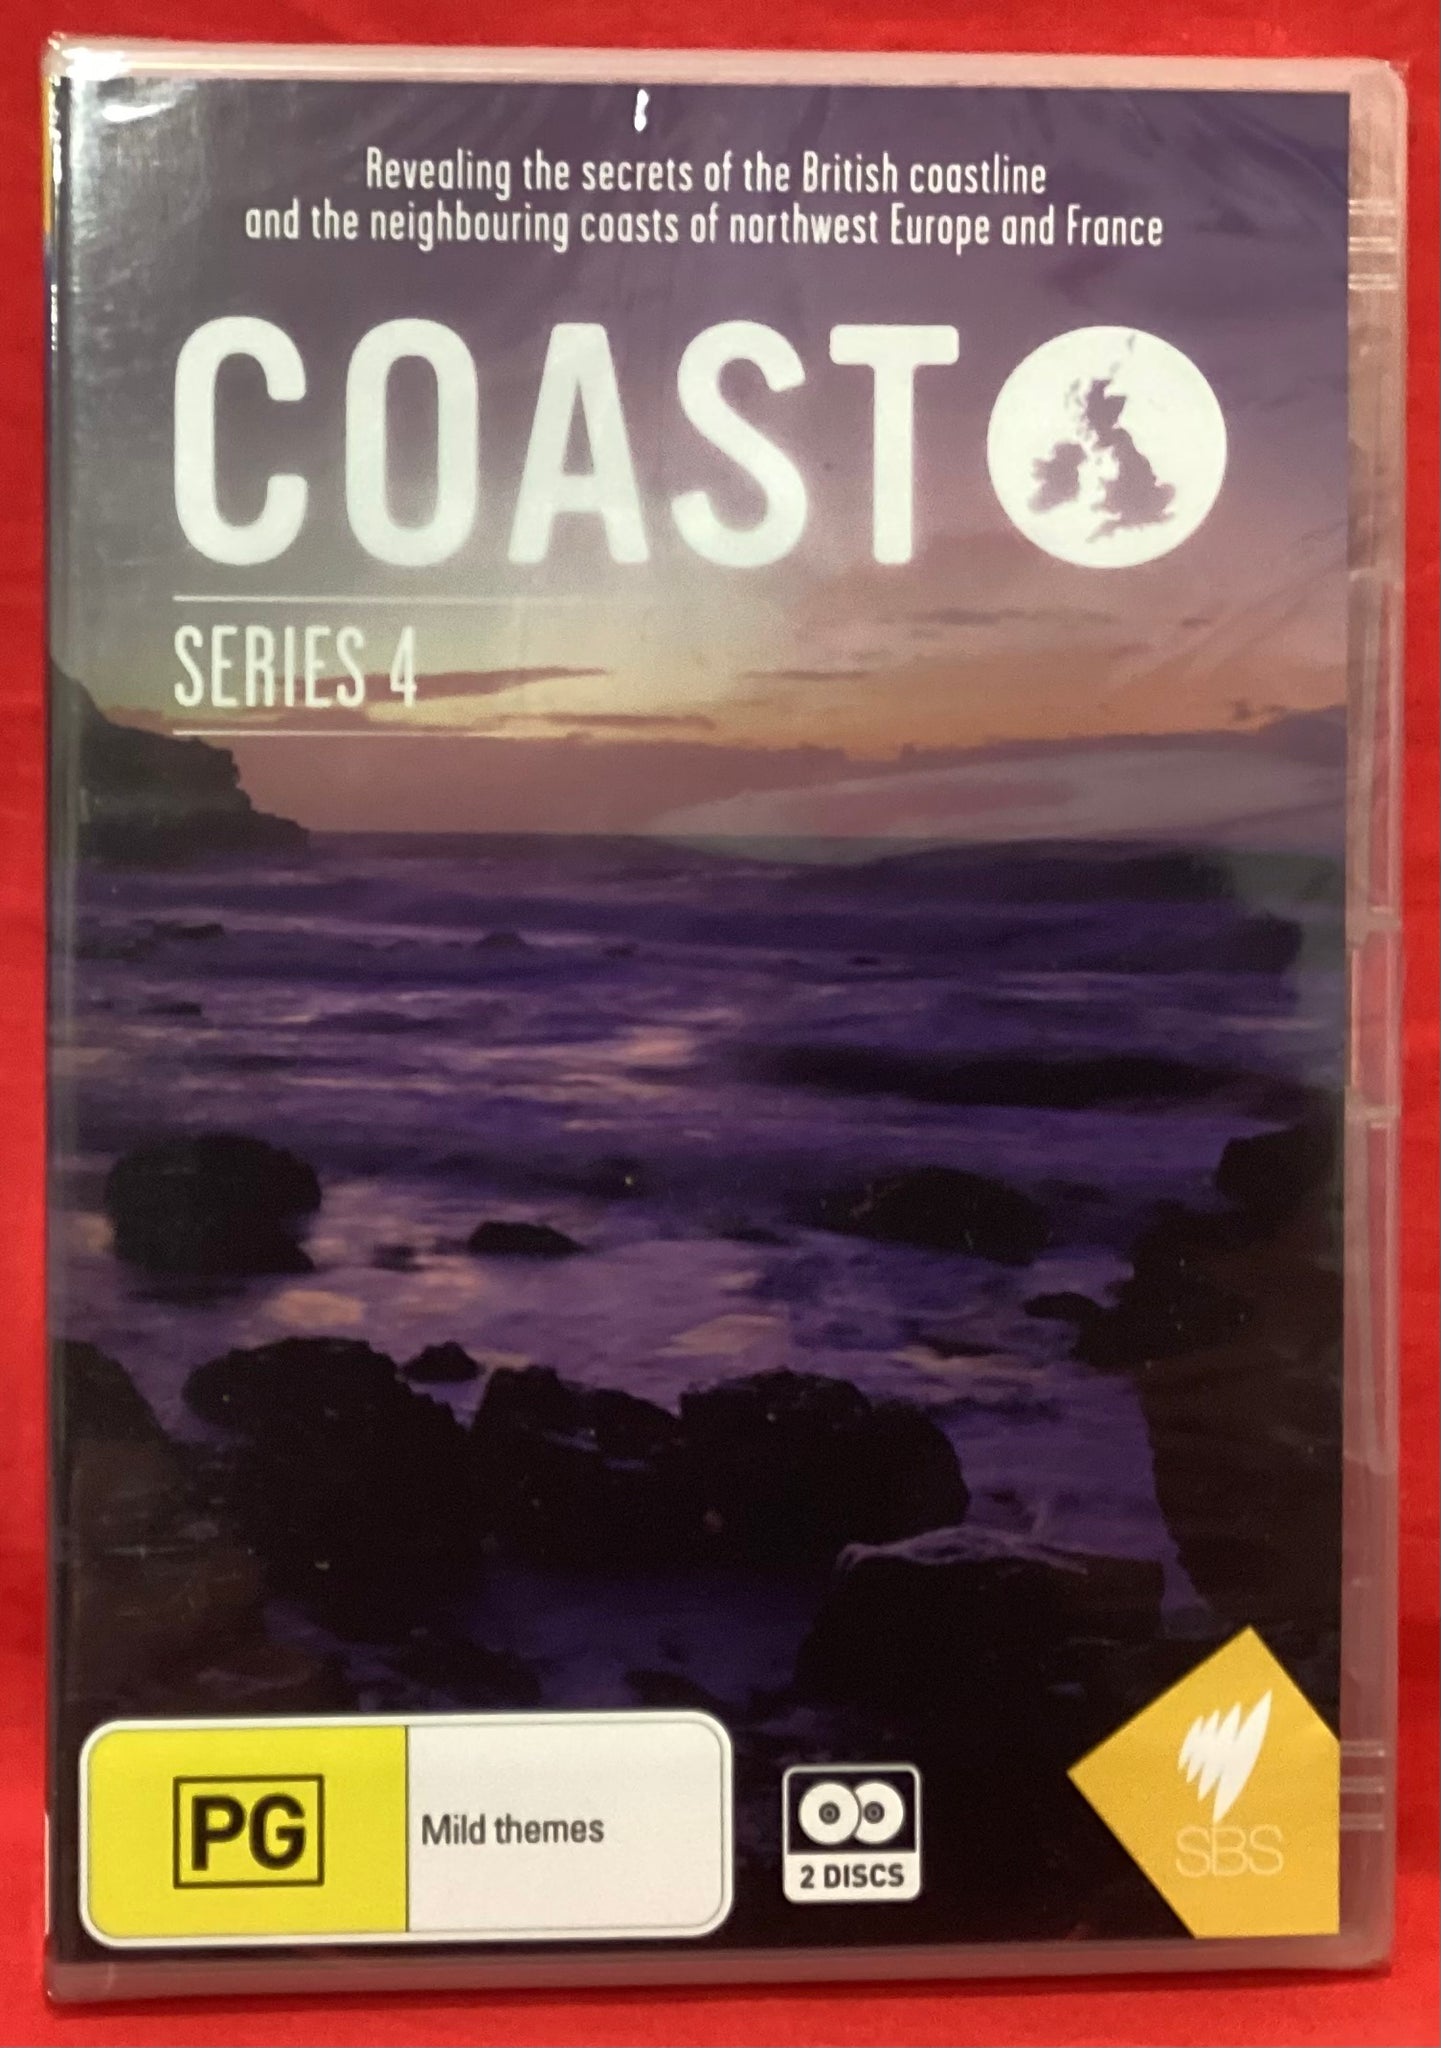 Revealing the secrets of the British coastline
and the neighbouring coasts of northwest Europe and France
COAST
SERIES 4
PG
Mild themes
2 DISCS
SBS